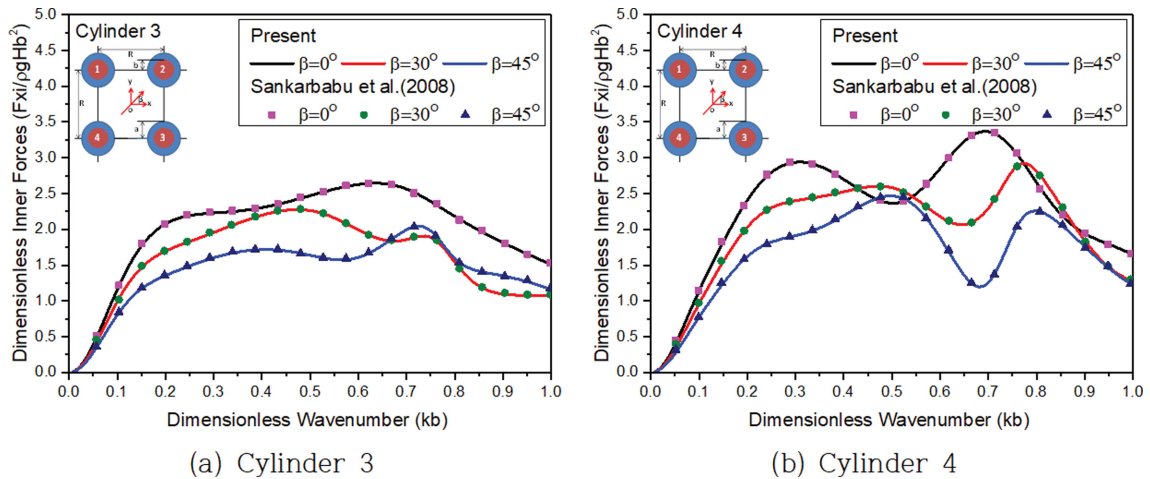 Cylinder 3
Present
β=0° β=30° β=45°
Sankarbabu et al.(2008)
β=0° β=30° β=45°
R
b
1 2
y
β
o x
R
a
4 3
Dimensionless Inner Forces (Fxi/ρgHb²)
5.0
4.5
4.0
3.5
3.0
2.5
2.0
1.5
1.0
0.5
0.0
0.0 0.1 0.2 0.3 0.4 0.5 0.6 0.7 0.8 0.9 1.0
Dimensionless Wavenumber (kb)
(a) Cylinder 3
Cylinder 4
Present
β=0° β=30° β=45°
Sankarbabu et al.(2008)
β=0° β=30° β=45°
R
b
1 2
y
β
o x
R
a
4 3
Dimensionless Inner Forces (Fxi/ρgHb²)
5.0
4.5
4.0
3.5
3.0
2.5
2.0
1.5
1.0
0.5
0.0
0.0 0.1 0.2 0.3 0.4 0.5 0.6 0.7 0.8 0.9 1.0
Dimensionless Wavenumber (kb)
(b) Cylinder 4